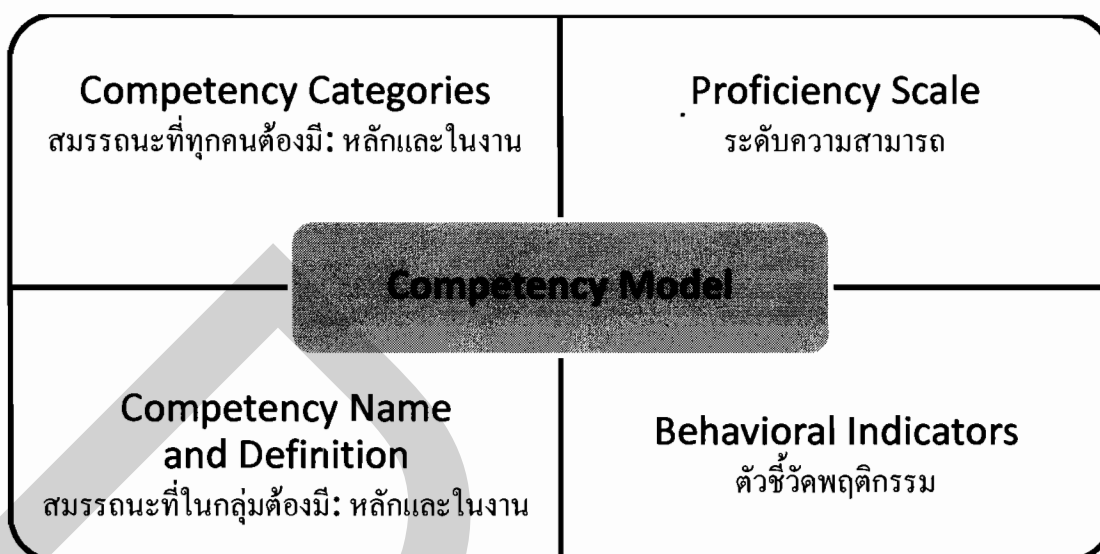 Competency Categories
สมรรถนะที่ทุกคนต้องมี: หลักและในงาน
Proficiency Scale
ระดับความสามารถ
Competency Model
Competency Name
and Definition
สมรรถนะที่ในกลุ่มต้องมี: หลักและในงาน
Behavioral Indicators
ตัวชี้วัดพฤติกรรม